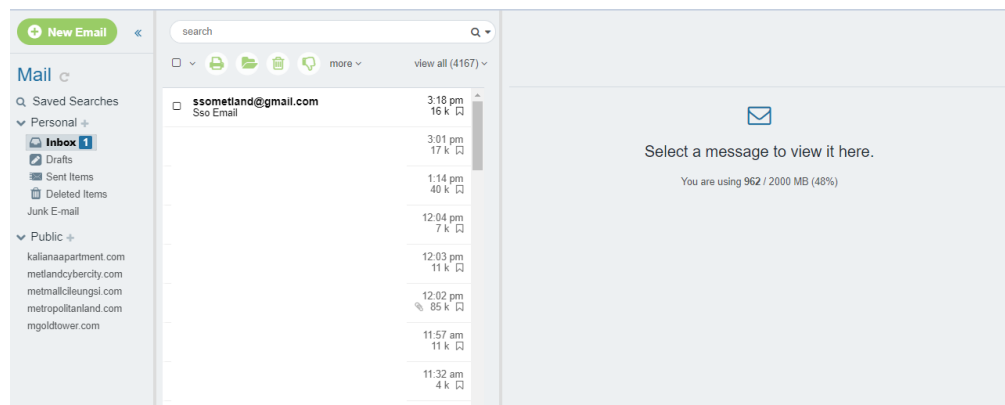 New Email
«
Mail
Saved Searches
Personal +
Inbox 1
Drafts
Sent Items
Deleted Items
Junk E-mail
Public +
kalianaapartment.com
metlandcybercity.com
metmallcileungsi.com
metropolitanland.com
mgoldtower.com
search
more
view all (4167)
ssometland@gmail.com 3:18 pm
Sso Email 16 k
3:01 pm
17 k
1:14 pm
40 k
12:04 pm
7 k
12:03 pm
11 k
12:02 pm
85 k
11:57 am
11 k
11:32 am
4 k
Select a message to view it here.
You are using 962 / 2000 MB (48%)